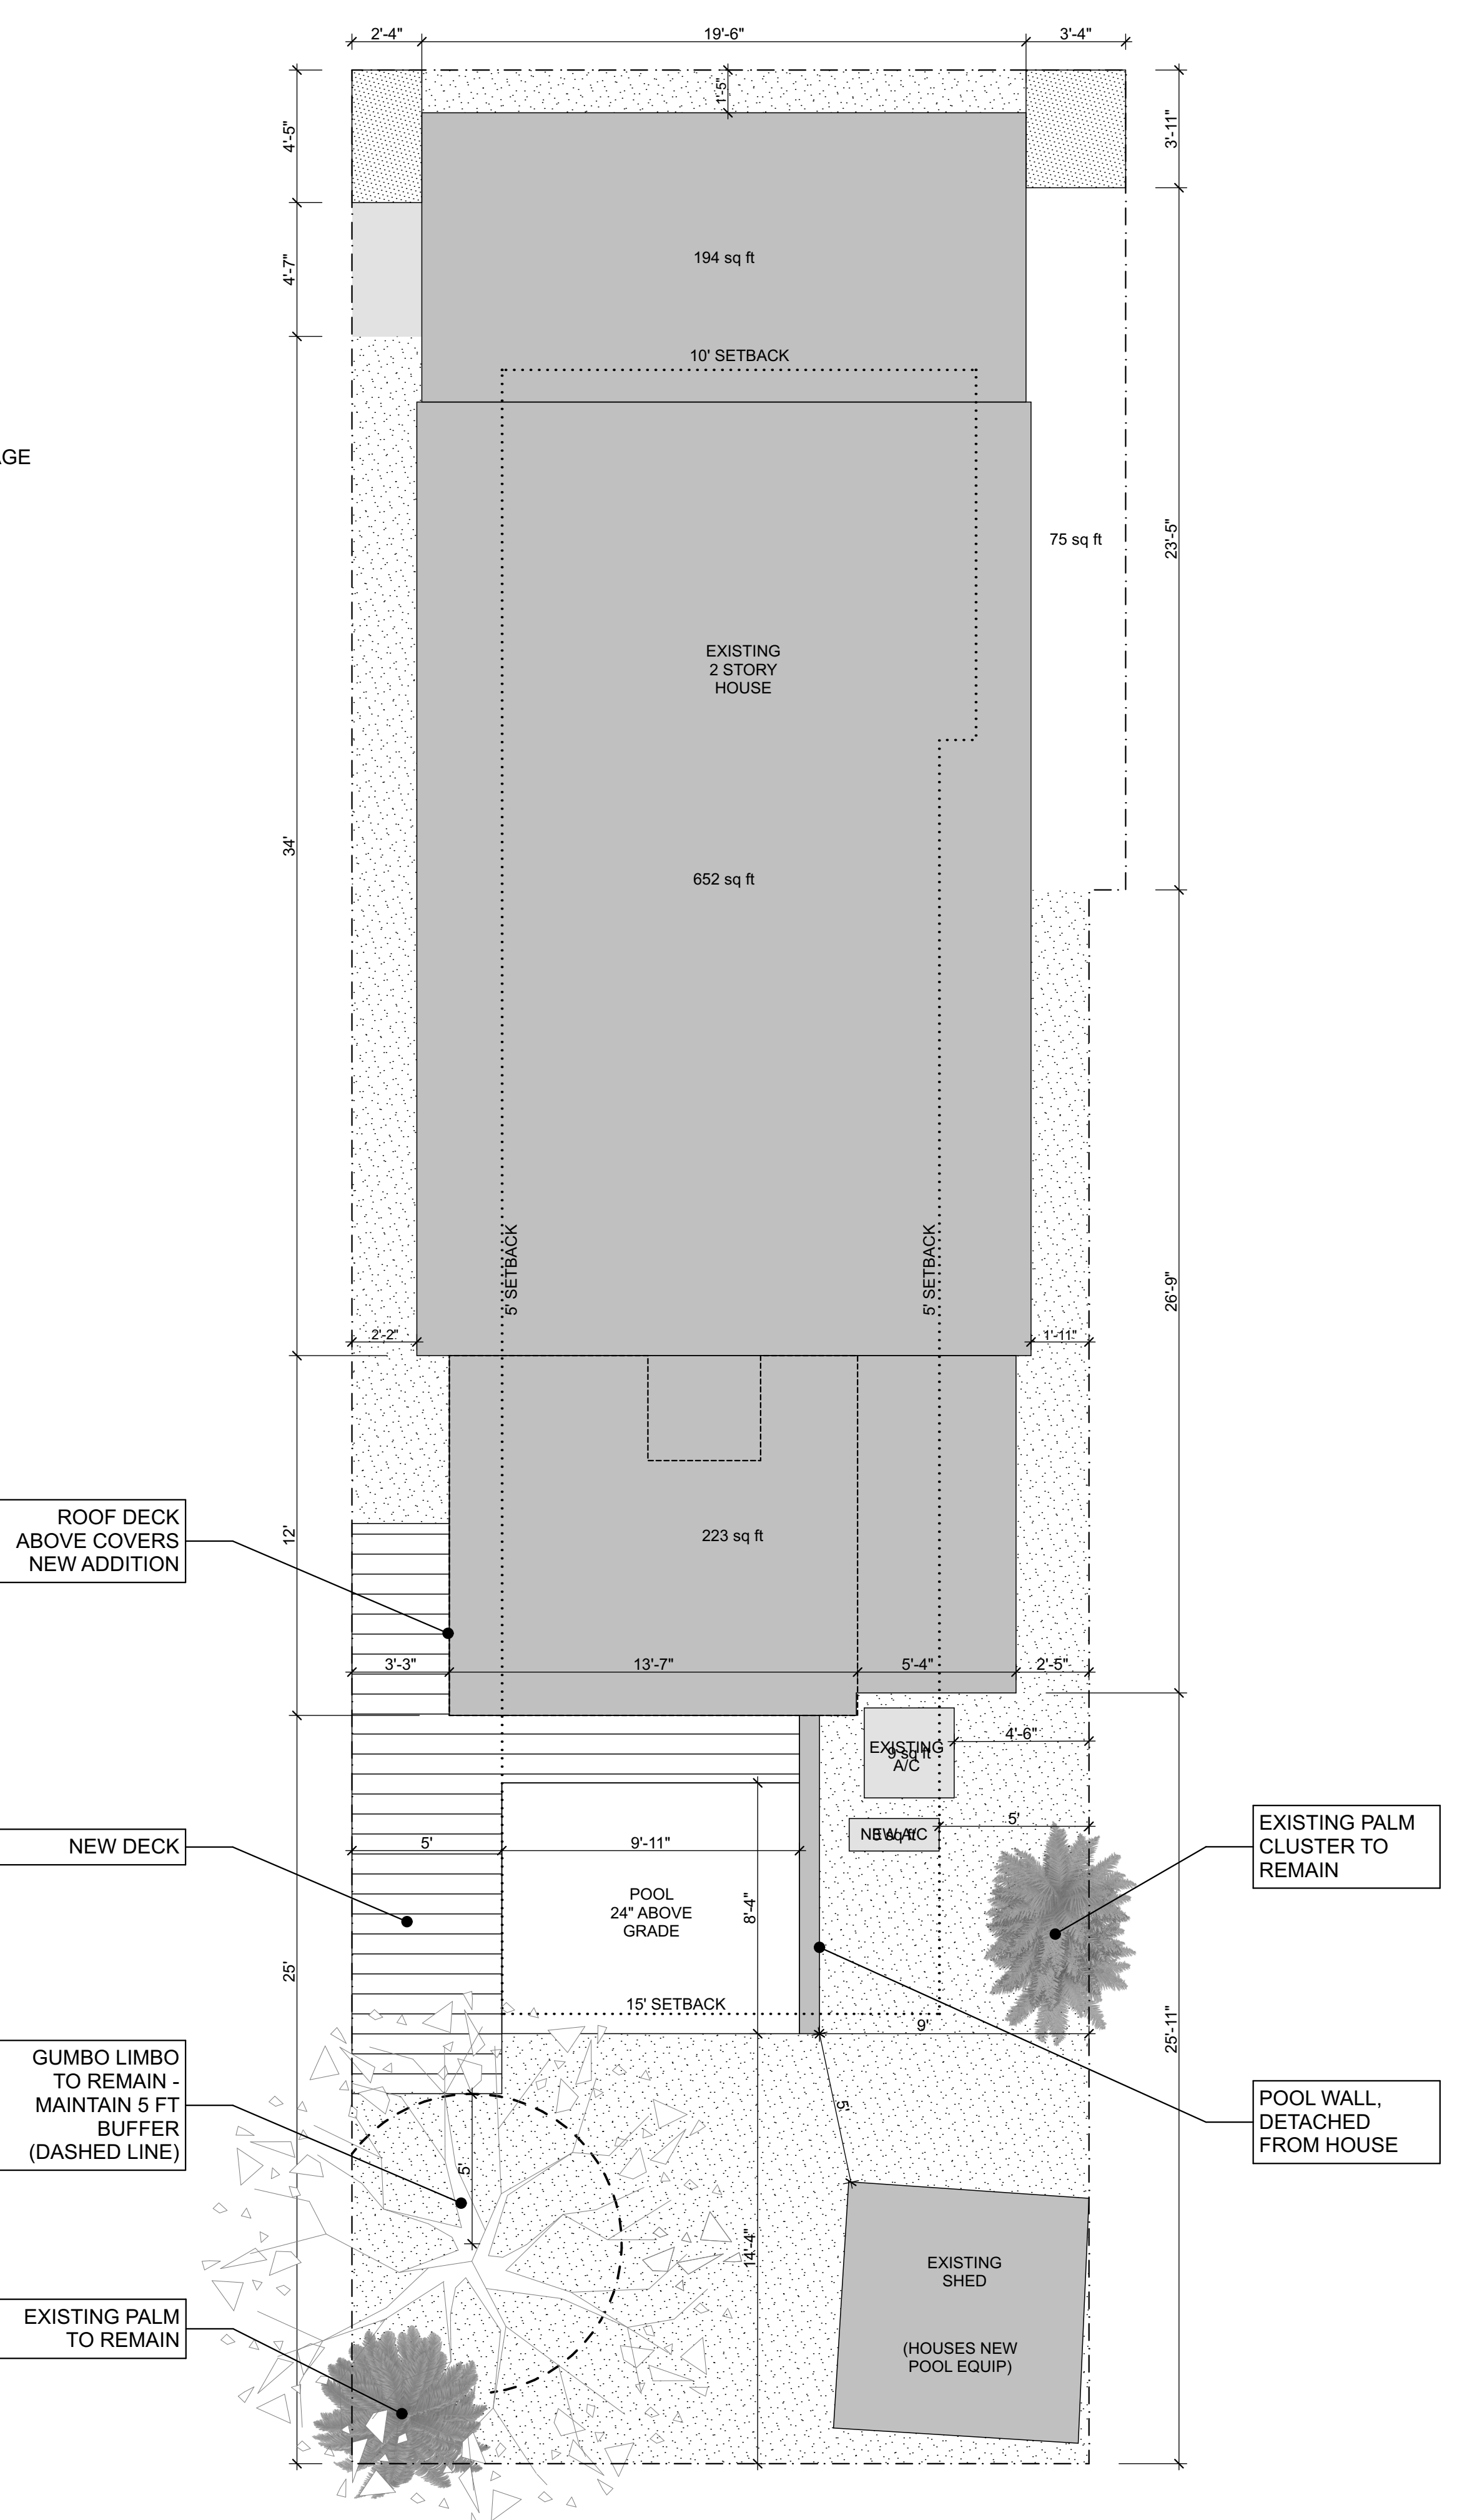 2'-4"
19'-6"
3'-4"
1'-5"
4'-5"
3'-11"
4'-7"
194 sq ft
10' SETBACK
AGE
75 sq ft
23'-5"
EXISTING
2 STORY
HOUSE
34'
652 sq ft
5' SETBACK
5' SETBACK
26'-9"
2'-2"
1'-11"
ROOF DECK
ABOVE COVERS
NEW ADDITION
12'
223 sq ft
3'-3"
13'-7"
5'-4"
2'-5"
EXISTING
A/C
9 sq ft
4'-6"
NEW A/C
sq ft
5'
EXISTING PALM
CLUSTER TO
REMAIN
NEW DECK
5'
9'-11"
POOL
24" ABOVE
GRADE
8'-4"
25'
15' SETBACK
9'
25'-11"
GUMBO LIMBO
TO REMAIN -
MAINTAIN 5 FT
BUFFER
(DASHED LINE)
5'
5'
POOL WALL,
DETACHED
FROM HOUSE
14'-4"
EXISTING
SHED
(HOUSES NEW
POOL EQUIP)
EXISTING PALM
TO REMAIN